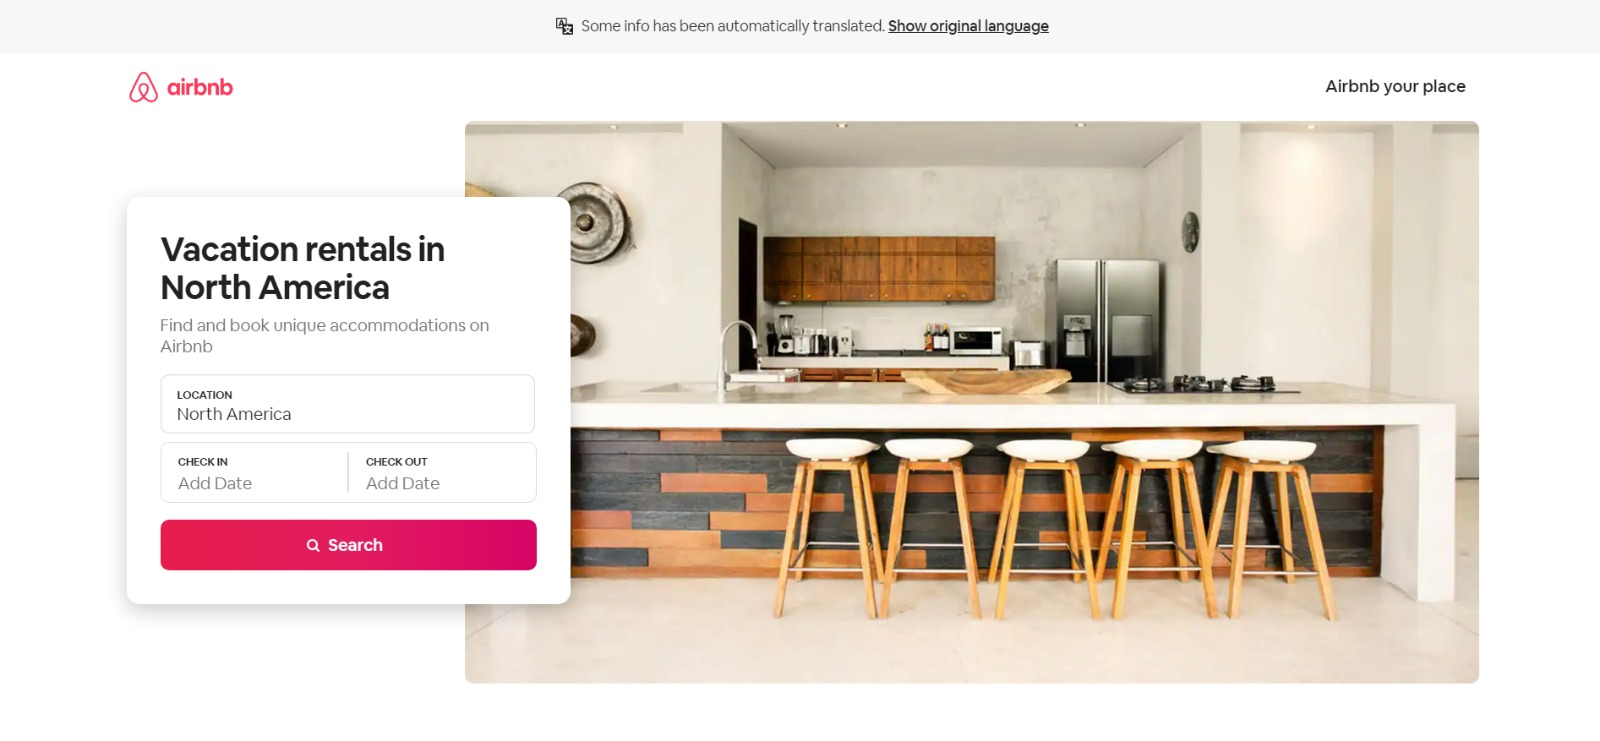 Some info has been automatically translated. Show original language
airbnb
Airbnb your place
Vacation rentals in
North America
Find and book unique accommodations on
Airbnb
LOCATION
North America
CHECK IN
CHECK OUT
Add Date
Add Date
Search